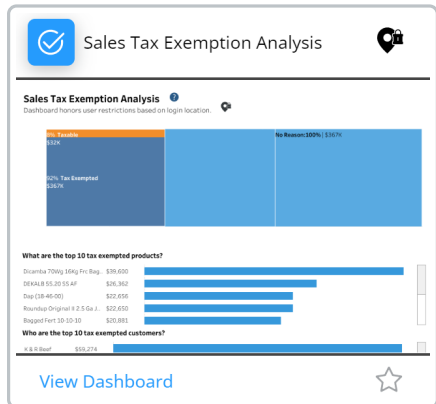 Sales Tax Exemption Analysis
Sales Tax Exemption Analysis ?
Dashboard honors user restrictions based on login location.
8% Taxable
$32K
No Reason:100% | $367K
92% Tax Exempted
$367K
What are the top 10 tax exempted products?
Dicamba 70Wg 16Kg Frc Bag.. $39,600
DEKALB 55.20 SS AF $26,362
Dap (18-46-00) $22,656
Roundup Original II 2.5 Ga J.. $22,650
Bagged Fert 10-10-10 $20,881
Who are the top 10 tax exempted customers?
X & R Beef $59,274
View Dashboard